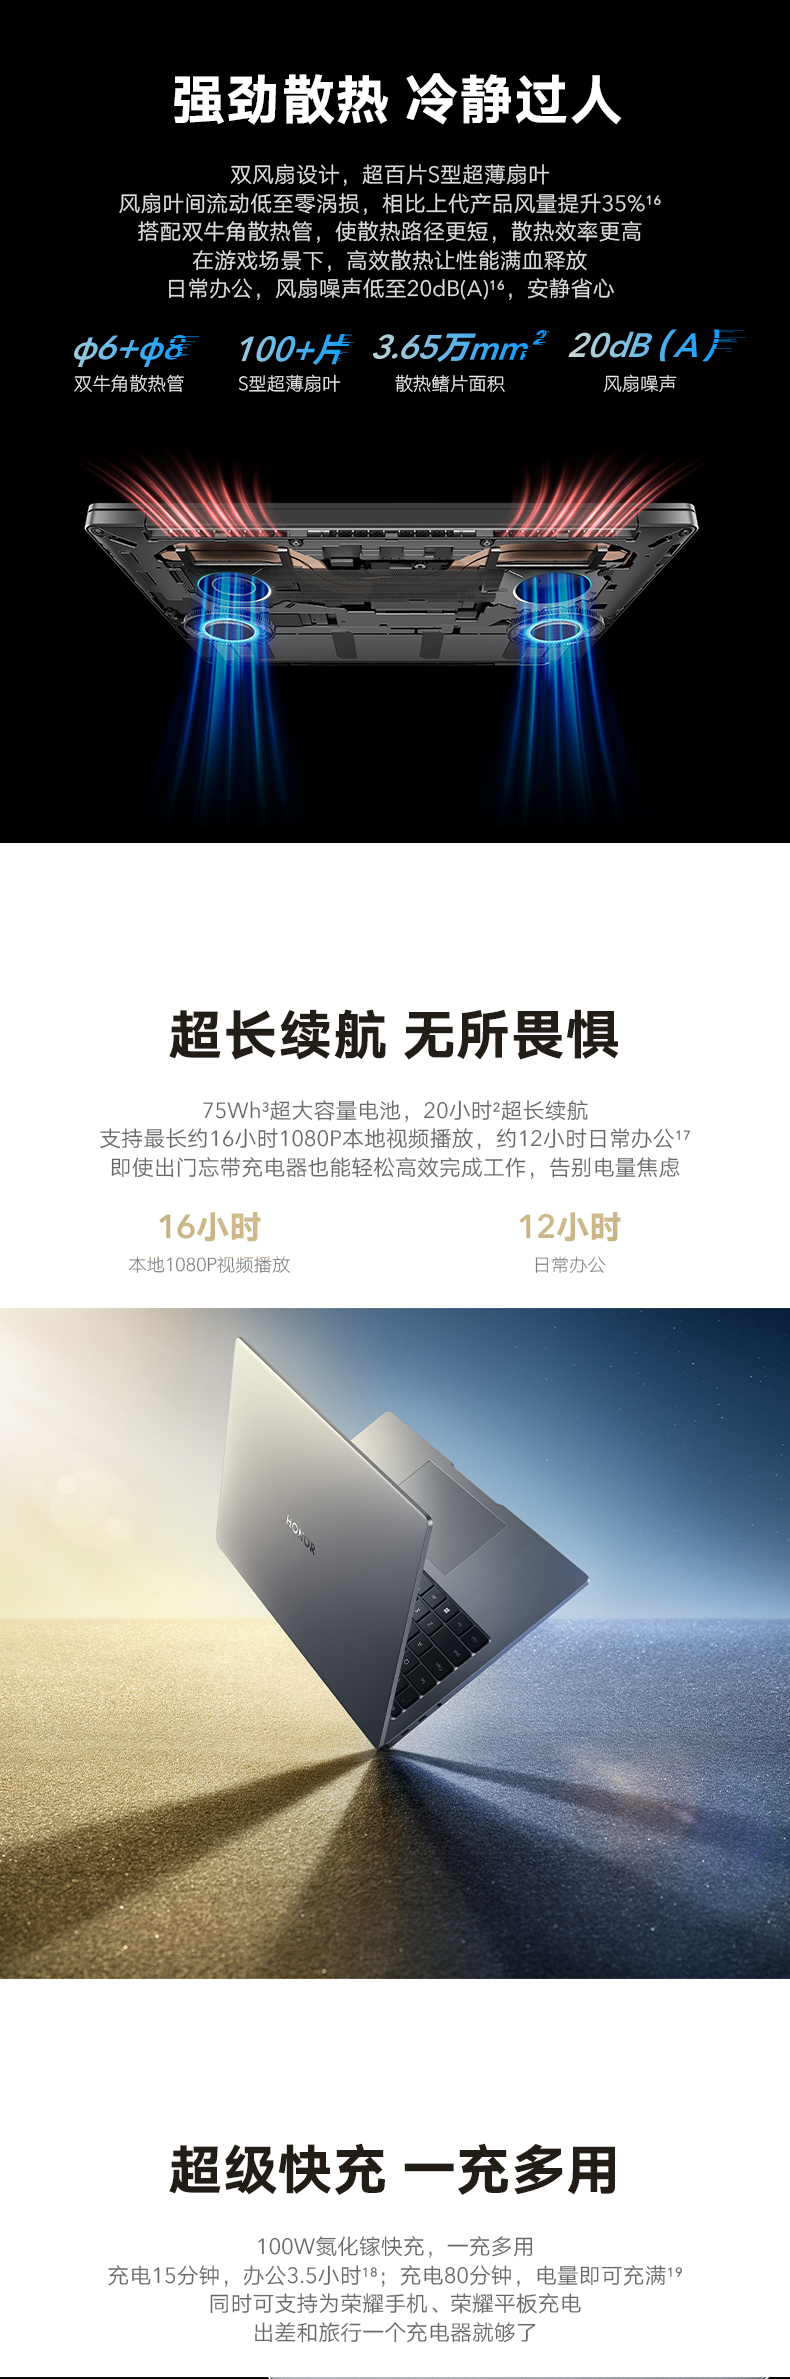 强劲散热 冷静过人
双风扇设计，超百片S型超薄扇叶
风扇叶间流动低至零涡损，相比上代产品风量提升35%¹⁶
搭配双牛角散热管，使散热路径更短，散热效率更高
在游戏场景下，高效散热让性能满血释放
日常办公，风扇噪声低至20dB(A)¹⁶，安静省心
φ6+φ8 100+片 3.65万mm² 20dB（A）
双牛角散热管 S型超薄扇叶 散热鳍片面积 风扇噪声
超长续航 无所畏惧
75Wh³超大容量电池，20小时²超长续航
支持最长约16小时1080P本地视频播放，约12小时日常办公¹⁷
即使出门忘带充电器也能轻松高效完成工作，告别电量焦虑
16小时 12小时
本地1080P视频播放 日常办公
HONOR
超级快充 一充多用
100W氮化镓快充，一充多用
充电15分钟，办公3.5小时¹⁸；充电80分钟，电量即可充满¹⁹
同时可支持为荣耀手机、荣耀平板充电
出差和旅行一个充电器就够了